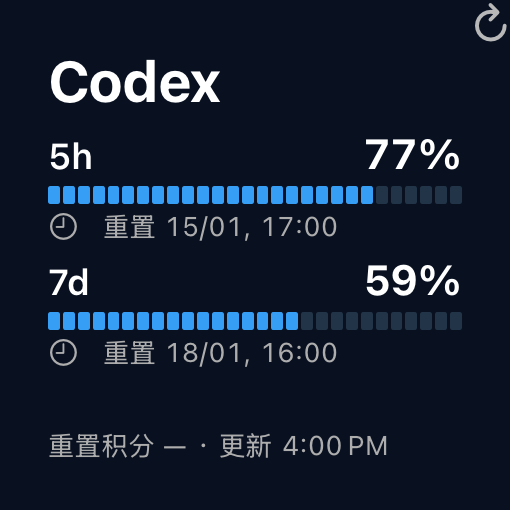 Codex
5h 77%
重置 15/01, 17:00
7d 59%
重置 18/01, 16:00
重置积分 — · 更新 4:00 PM